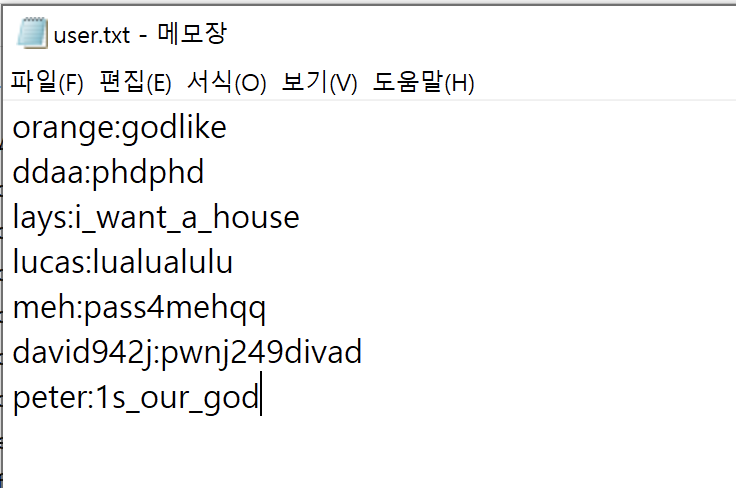 user.txt - 메모장
파일(F) 편집(E) 서식(O) 보기(V) 도움말(H)
orange:godlike
ddaa:phdphd
lays:i_want_a_house
lucas:lualualulu
meh:pass4mehqq
david942j:pwnj249divad
peter:1s_our_god